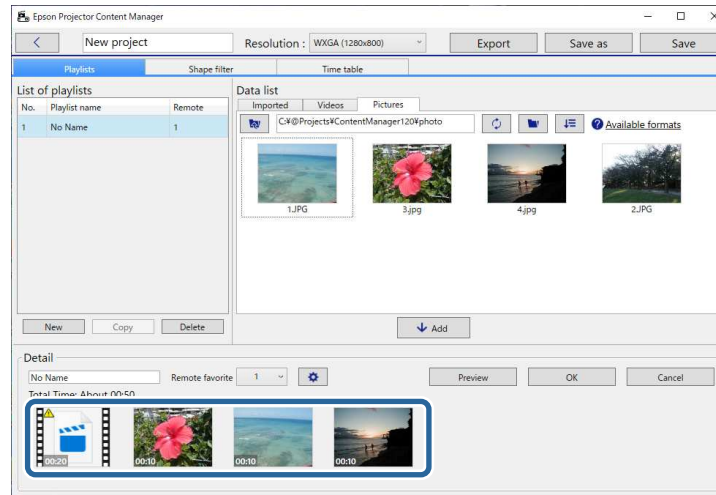 Epson Projector Content Manager
New project
Resolution : WXGA (1280x800)
Export
Save as
Save
Playlists
Shape filter
Time table
List of playlists
No. Playlist name Remote
1 No Name 1
New
Copy
Delete
Data list
Imported
Videos
Pictures
C:¥@Projects¥ContentManager120¥photo
Available formats
1.JPG
3.jpg
4.jpg
2.JPG
Add
Detail
No Name
Remote favorite 1
Preview
OK
Cancel
Total Time: About 00:50
00:20
00:10
00:10
00:10